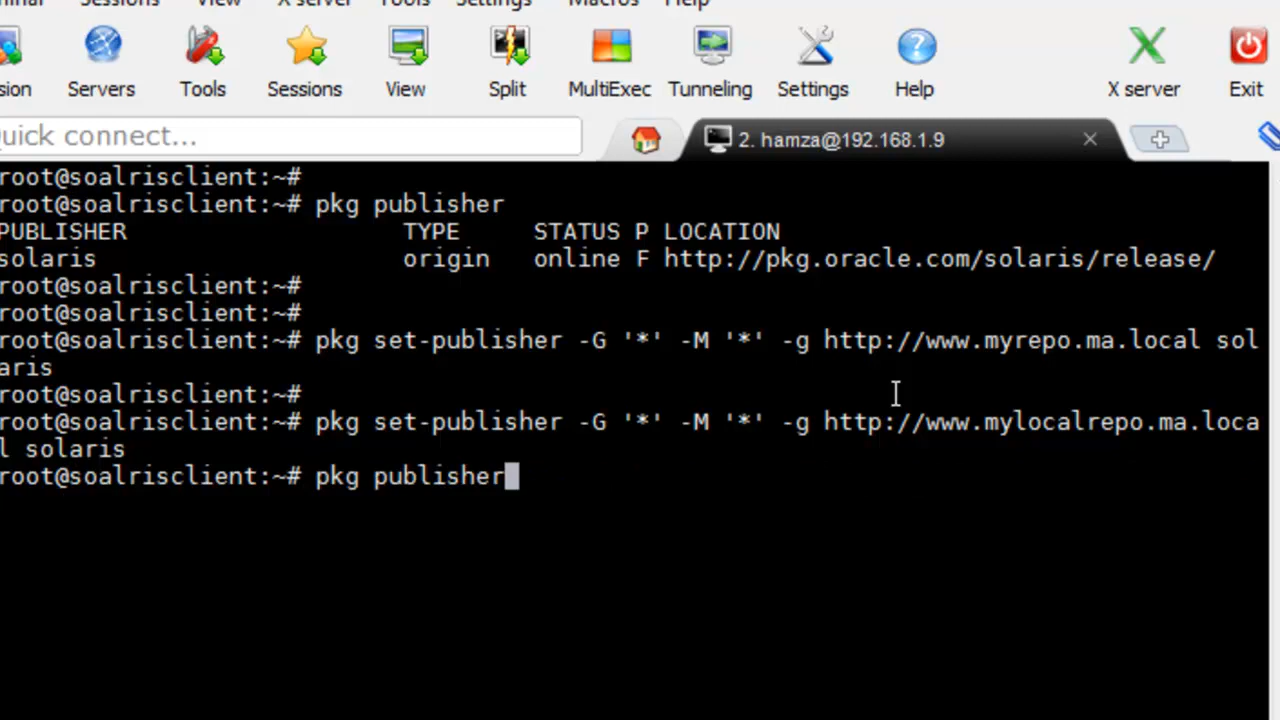 minal Sessions View X server Tools Settings Macros Help
sion Servers Tools Sessions View Split MultiExec Tunneling Settings Help X server Exit
uick connect... 2. hamza@192.168.1.9
root@soalrisclient:~#
root@soalrisclient:~# pkg publisher
PUBLISHER TYPE STATUS P LOCATION
solaris origin online F http://pkg.oracle.com/solaris/release/
root@soalrisclient:~#
root@soalrisclient:~#
root@soalrisclient:~# pkg set-publisher -G '*' -M '*' -g http://www.myrepo.ma.local sol
aris
root@soalrisclient:~#
root@soalrisclient:~# pkg set-publisher -G '*' -M '*' -g http://www.mylocalrepo.ma.loca
l solaris
root@soalrisclient:~# pkg publisher